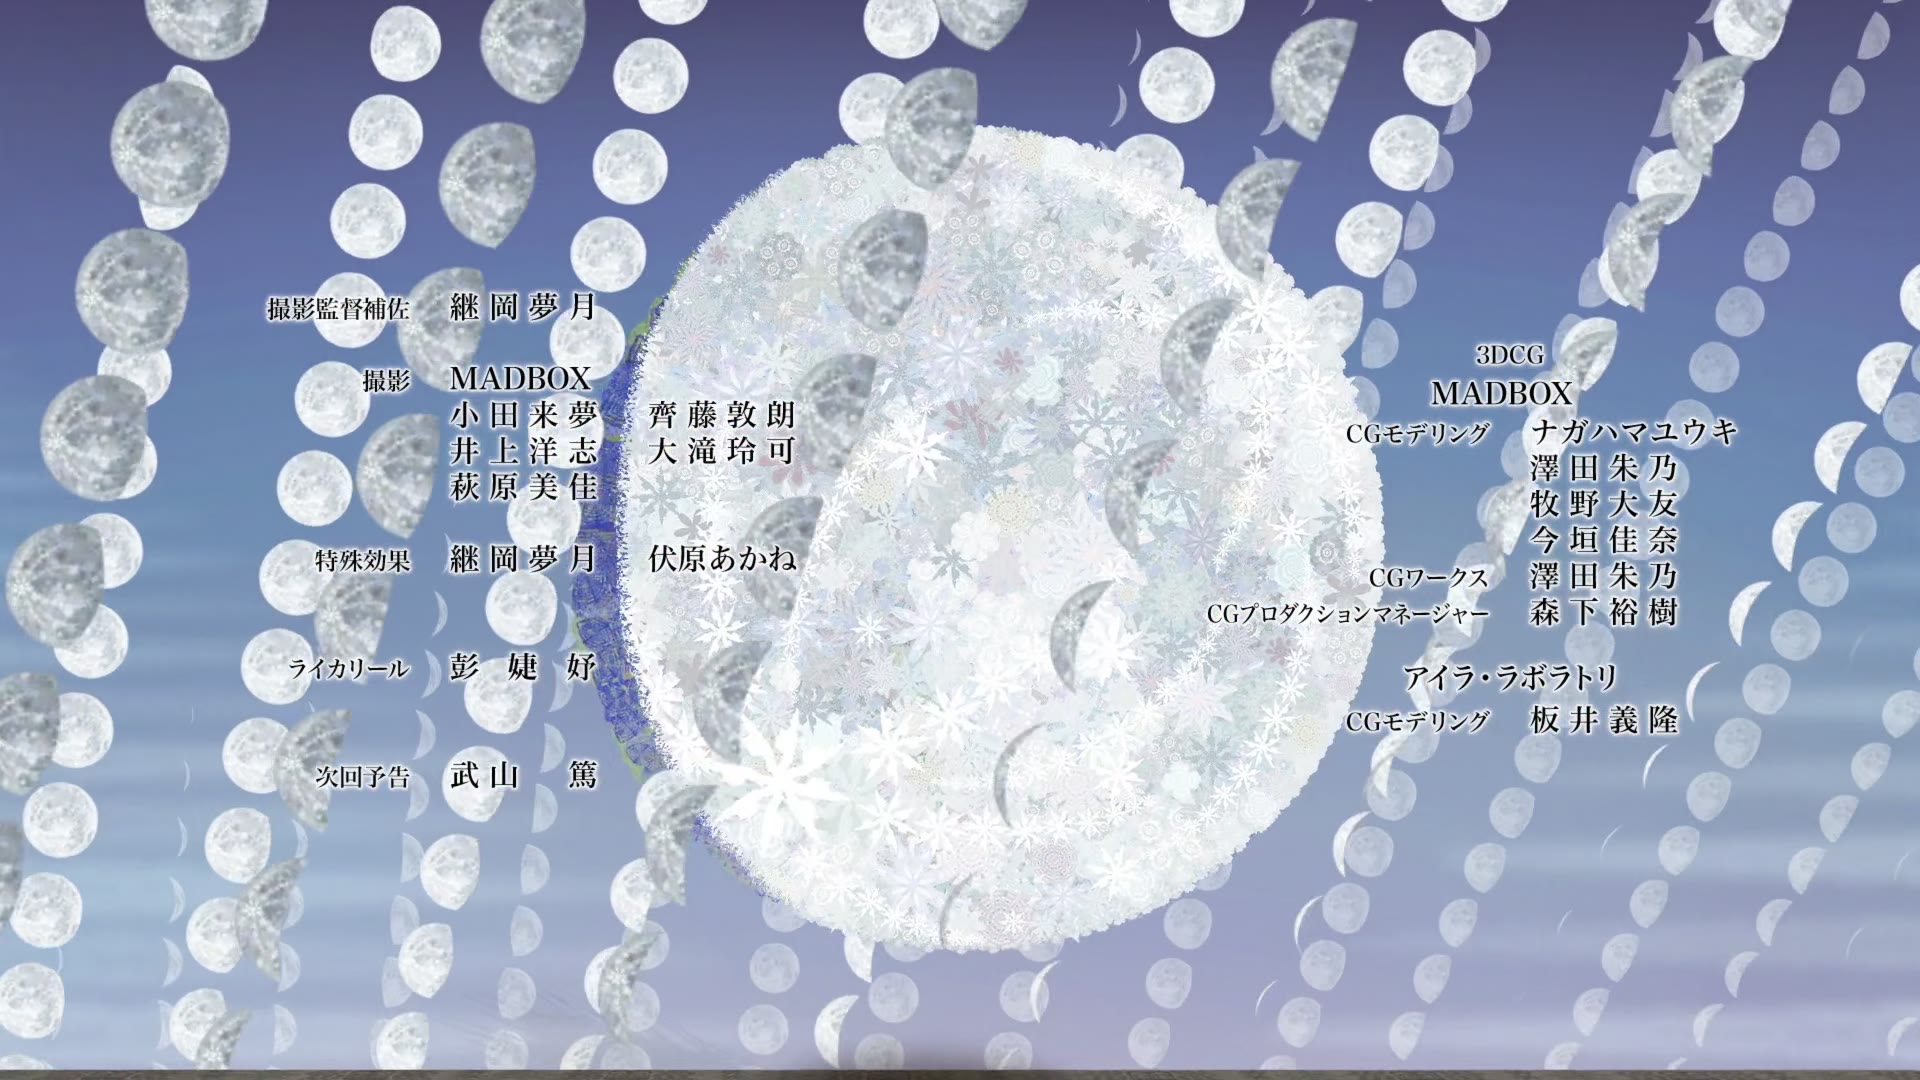 撮影監督補佐 継岡夢月
撮影 MADBOX
小田来夢 齊藤敦朗
井上洋志 大滝玲可
萩原美佳
特殊効果 継岡夢月 伏原あかね
ライカリール 彭婕妤
次回予告 武山篤
3DCG
MADBOX
CGモデリング ナガハマユウキ
澤田朱乃
牧野大友
今垣佳奈
CGワークス 澤田朱乃
CGプロダクションマネージャー 森下裕樹
アイラ・ラボラトリ
CGモデリング 板井義隆